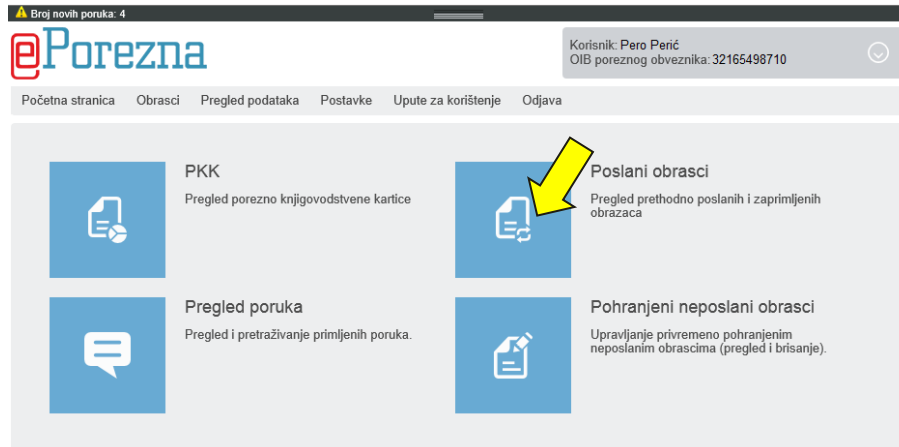 Broj novih poruka: 4
ePorezna
Korisnik: Pero Perić
OIB poreznog obveznika: 32165498710
Početna stranica Obrasci Pregled podataka Postavke Upute za korištenje Odjava
PKK
Pregled porezno knjigovodstvene kartice
Poslani obrasci
Pregled prethodno poslanih i zaprimljenih
obrazaca
Pregled poruka
Pregled i pretraživanje primljenih poruka.
Pohranjeni neposlani obrasci
Upravljanje privremeno pohranjenim
neposlanim obrascima (pregled i brisanje).